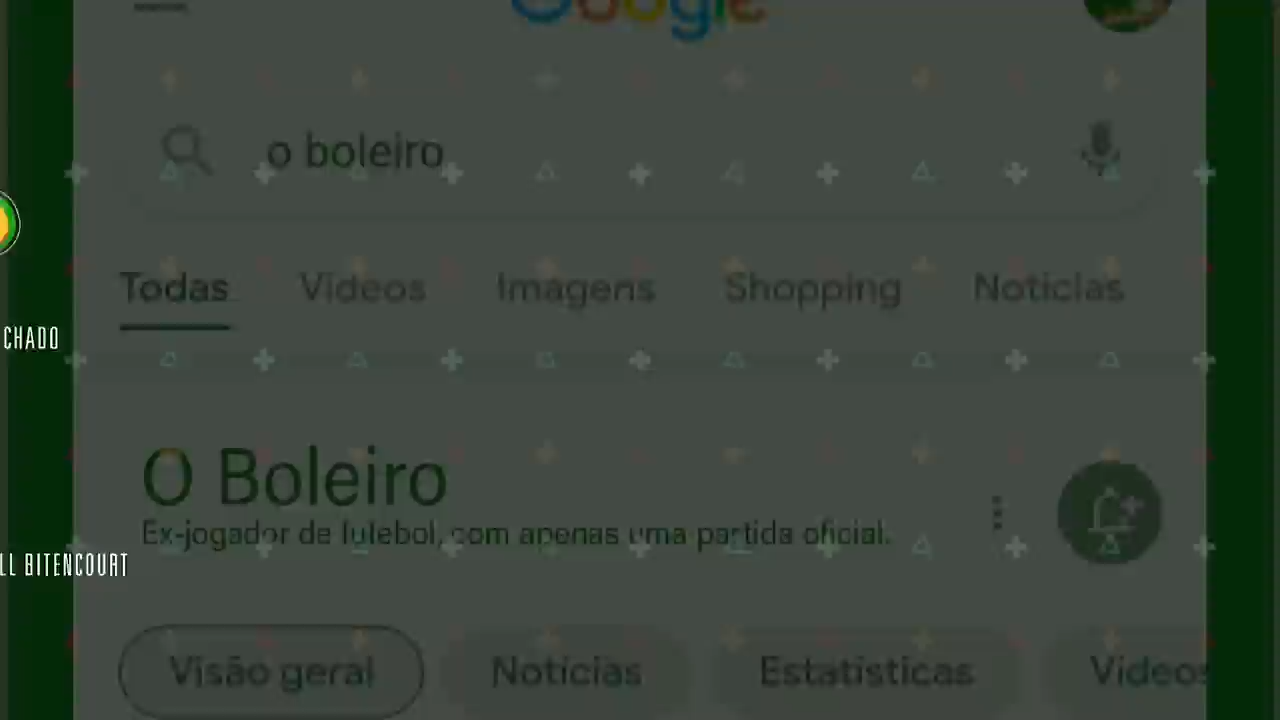 Google
o boleiro
Todas Vídeos Imagens Shopping Notícias
CHADO
O Boleiro
Ex-jogador de futebol, com apenas uma partida oficial.
LL BITENCOURT
Visão geral Notícias Estatísticas Vídeos